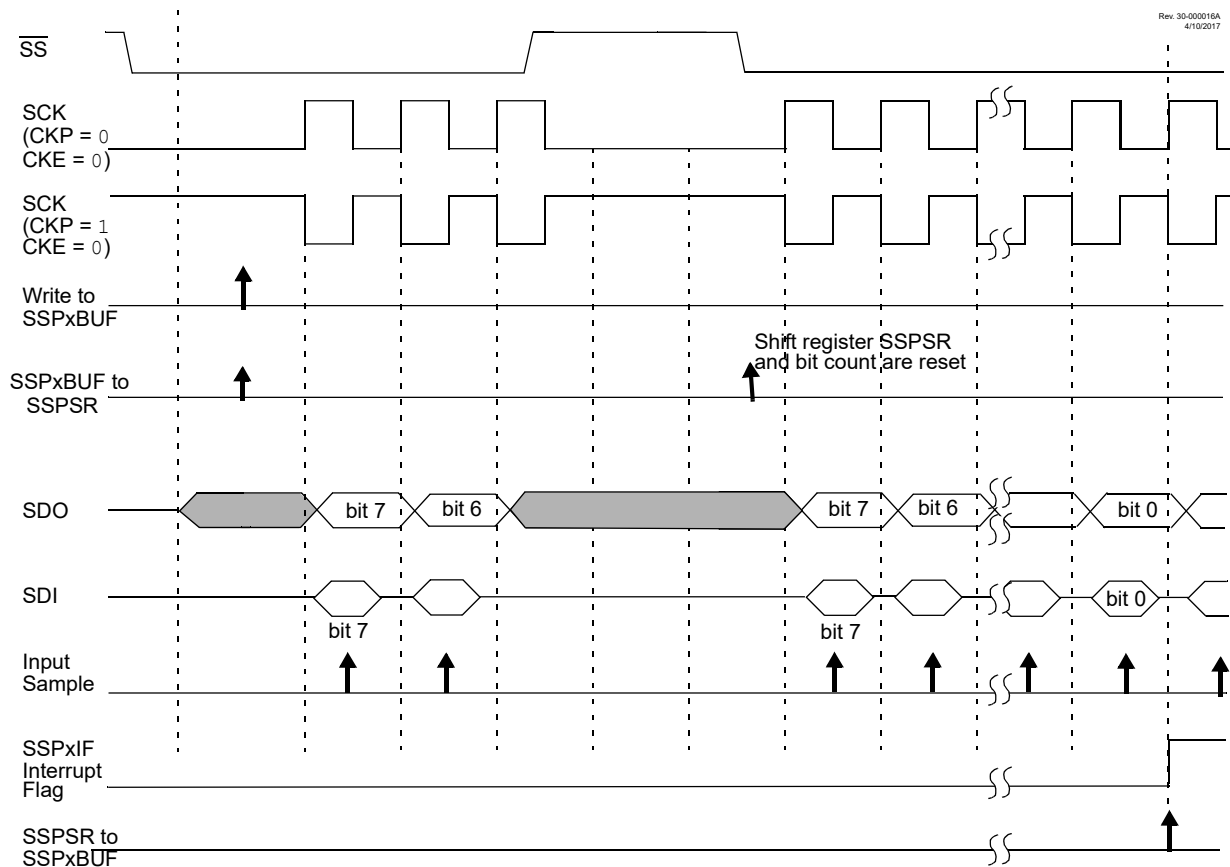 Rev. 30-000016A
4/10/2017
SS
SCK
(CKP = 0
CKE = 0)
SCK
(CKP = 1
CKE = 0)
Write to
SSPxBUF
Shift register SSPSR
and bit count are reset
SSPxBUF to
SSPSR
SDO
bit 7
bit 6
bit 7
bit 6
bit 0
SDI
bit 0
bit 7
bit 7
Input
Sample
SSPxIF
Interrupt
Flag
SSPSR to
SSPxBUF